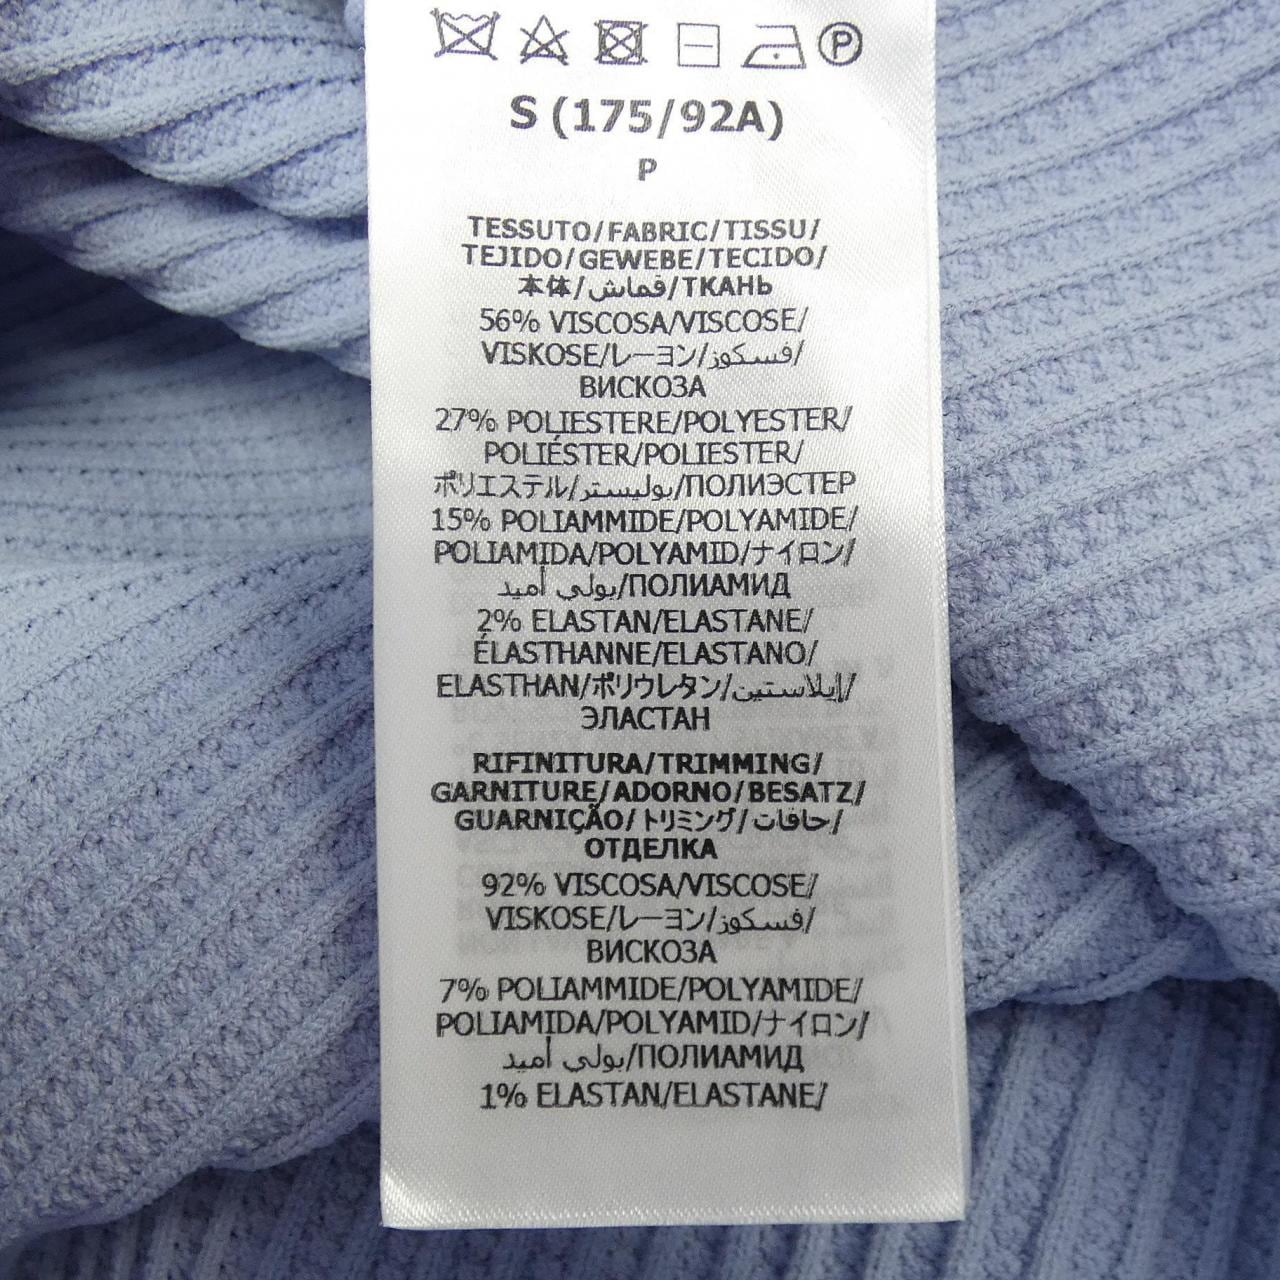 P
S (175/92A)
P
TESSUTO/FABRIC/TISSU/
TEJIDO/GEWEBE/TECIDO/
本体/قماش/ТКАНЬ
56% VISCOSA/VISCOSE/
VISKOSE/レーヨン/فسكوز/
ВИСКОЗА
27% POLIESTERE/POLYESTER/
POLIÉSTER/POLIESTER/
ポリエステル/بوليستر/ПОЛИЭСТЕР
15% POLIAMMIDE/POLYAMIDE/
POLIAMIDA/POLYAMID/ナイロン/
بولي أميد/ПОЛИАМИД
2% ELASTAN/ELASTANE/
ÉLASTHANNE/ELASTANO/
ELASTHAN/ポリウレタン/إيلاستين/
ЭЛАСТАН
RIFINITURA/TRIMMING/
GARNITURE/ADORNO/BESATZ/
GUARNIÇÃO/トリミング/حافات/
ОТДЕЛКА
92% VISCOSA/VISCOSE/
VISKOSE/レーヨン/فسكوز/
ВИСКОЗА
7% POLIAMMIDE/POLYAMIDE/
POLIAMIDA/POLYAMID/ナイロン/
بولي أميد/ПОЛИАМИД
1% ELASTAN/ELASTANE/